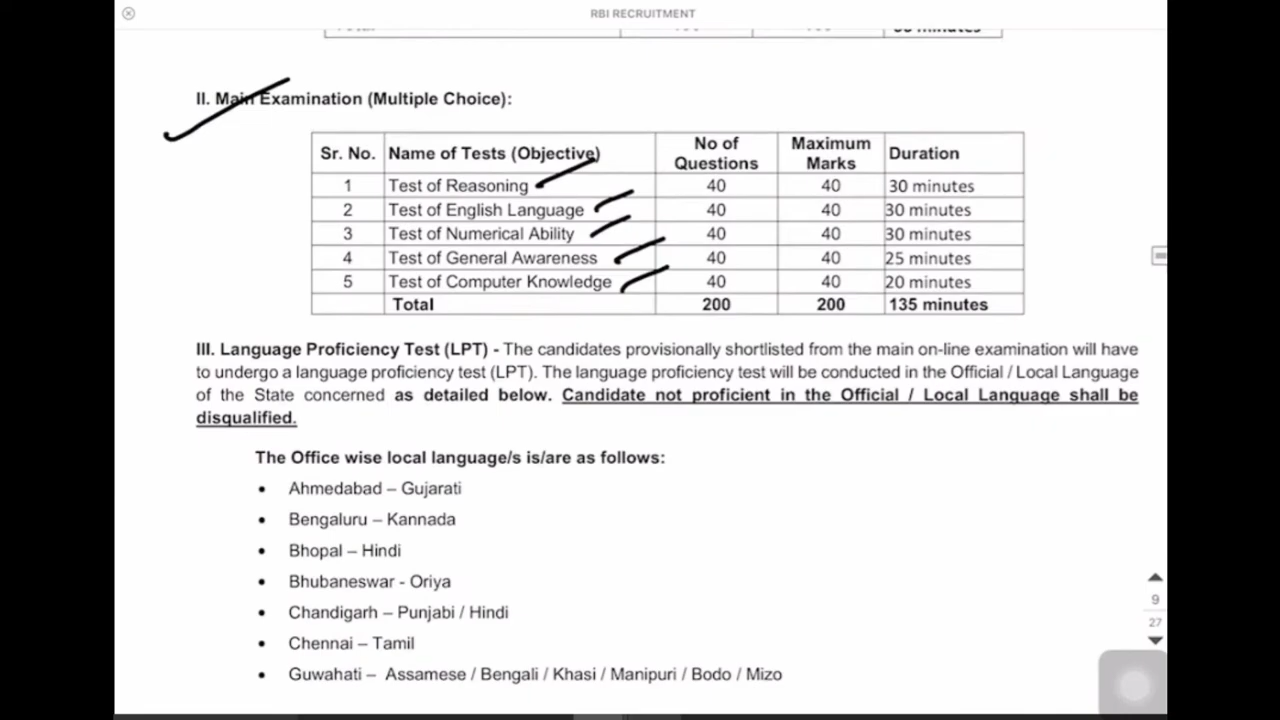 RBI RECRUITMENT
Total
II. Main Examination (Multiple Choice):
Sr. No. Name of Tests (Objective) No of Questions Maximum Marks Duration
1 Test of Reasoning 40 40 30 minutes
2 Test of English Language 40 40 30 minutes
3 Test of Numerical Ability 40 40 30 minutes
4 Test of General Awareness 40 40 25 minutes
5 Test of Computer Knowledge 40 40 20 minutes
Total 200 200 135 minutes
III. Language Proficiency Test (LPT) - The candidates provisionally shortlisted from the main on-line examination will have
to undergo a language proficiency test (LPT). The language proficiency test will be conducted in the Official / Local Language
of the State concerned as detailed below. Candidate not proficient in the Official / Local Language shall be
disqualified.
The Office wise local language/s is/are as follows:
• Ahmedabad – Gujarati
• Bengaluru – Kannada
• Bhopal – Hindi
• Bhubaneswar - Oriya
• Chandigarh – Punjabi / Hindi
• Chennai – Tamil
• Guwahati – Assamese / Bengali / Khasi / Manipuri / Bodo / Mizo
9
27